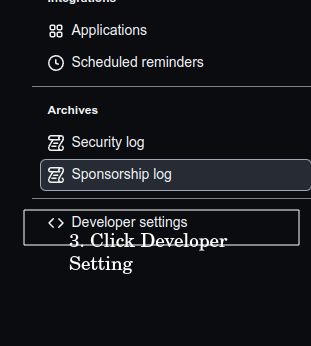 Integrations
Applications
Scheduled reminders
Archives
Security log
Sponsorship log
Developer settings
3. Click Developer
Setting